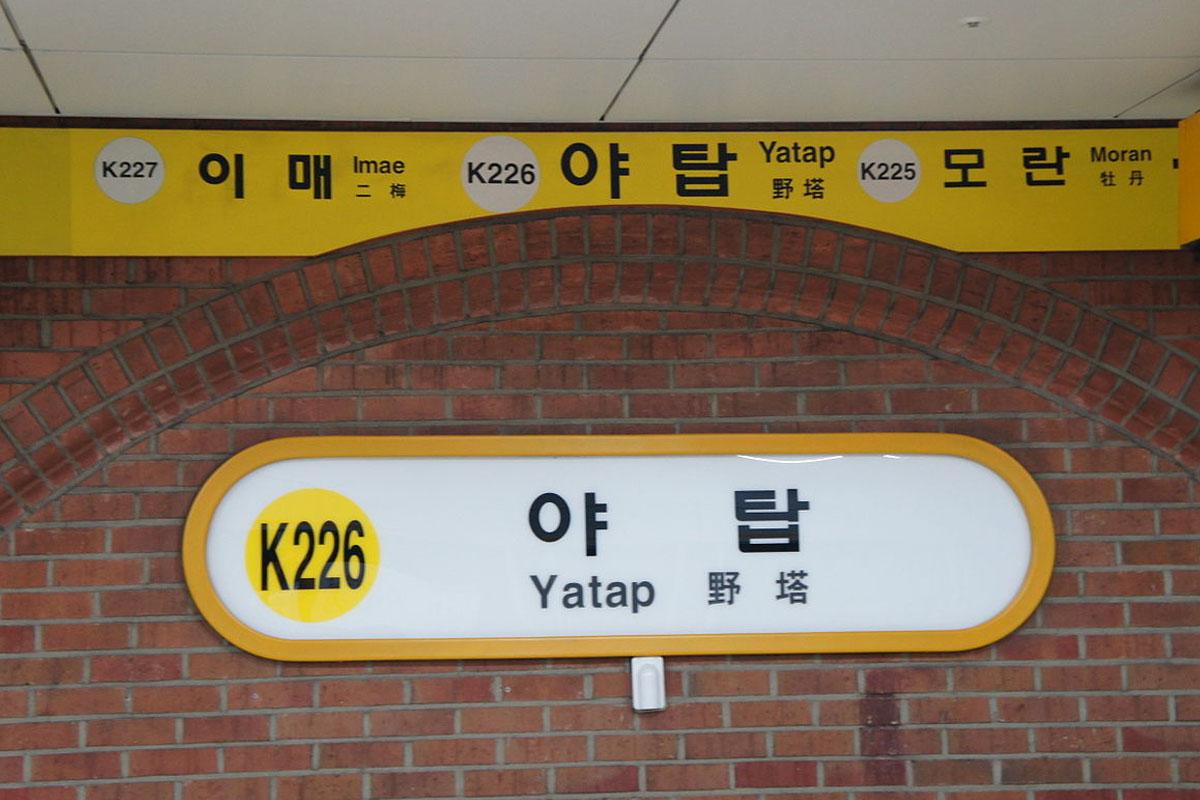 K227 이 매 Imae 二 梅
K226 야 탑 Yatap 野 塔
K225 모 란 Moran 牡 丹
K226
야 탑
Yatap 野 塔